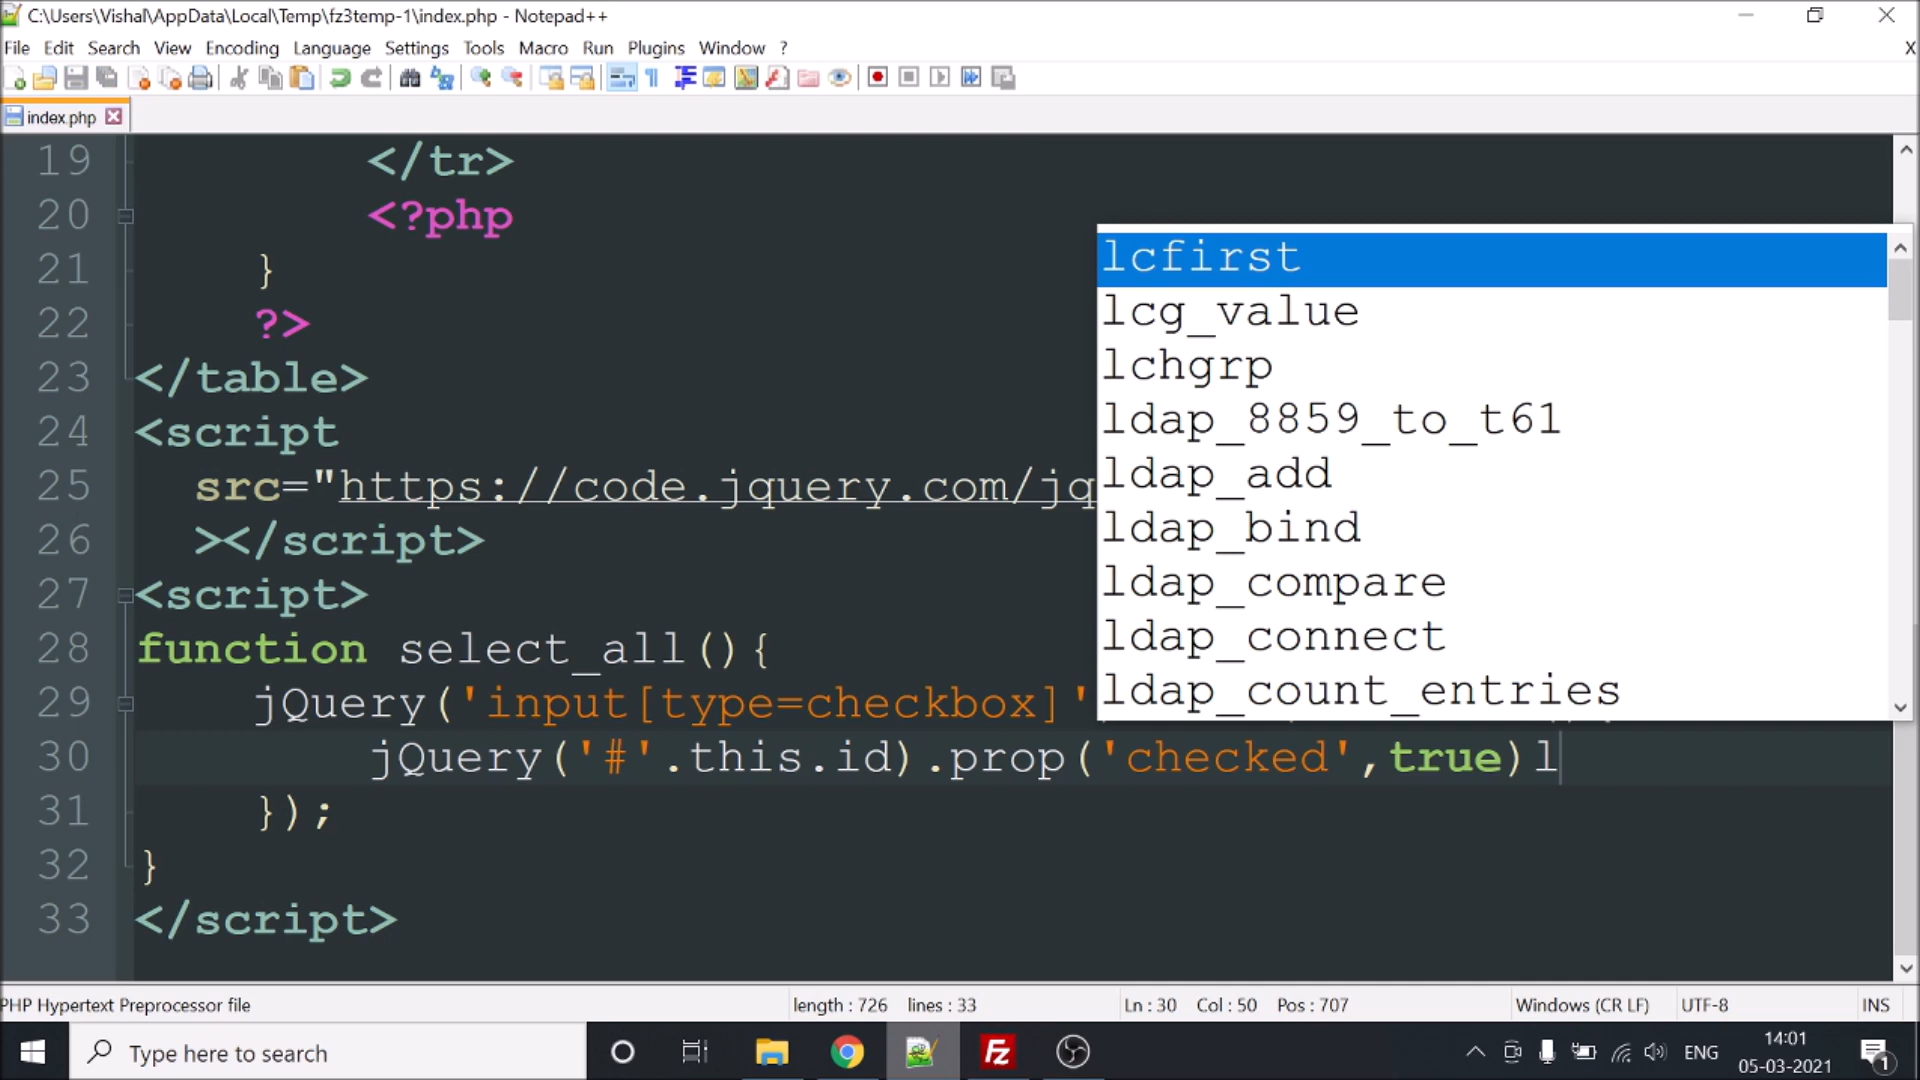 C:\Users\Vishal\AppData\Local\Temp\fz3temp-1\index.php - Notepad++
File Edit Search View Encoding Language Settings Tools Macro Run Plugins Window ? X
index.php
19 </tr>
20 <?php
21 }
22 ?>
23 </table>
24 <script
25 src="https://code.jquery.com/jq
26 ></script>
27 <script>
28 function select_all(){
29 jQuery('input[type=checkbox]'
30 jQuery('#'.this.id).prop('checked',true)l
31 });
32 }
33 </script>
lcfirst
lcg_value
lchgrp
ldap_8859_to_t61
ldap_add
ldap_bind
ldap_compare
ldap_connect
ldap_count_entries
PHP Hypertext Preprocessor file length : 726 lines : 33 Ln : 30 Col : 50 Pos : 707 Windows (CR LF) UTF-8 INS
Type here to search
ENG
14:01
05-03-2021
1